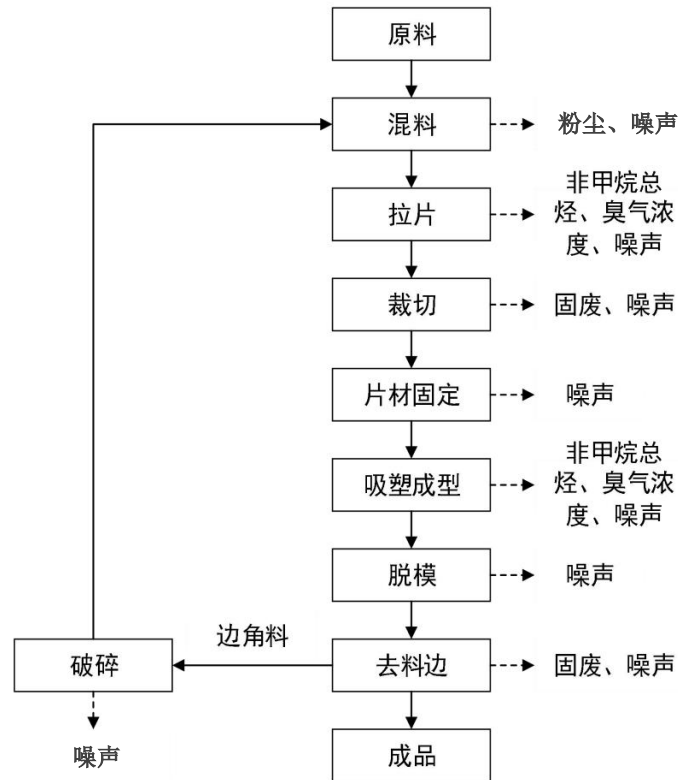 原料
混料
粉尘、噪声
拉片
非甲烷总
烃、臭气浓
度、噪声
裁切
固废、噪声
片材固定
噪声
吸塑成型
非甲烷总
烃、臭气浓
度、噪声
脱模
噪声
边角料
破碎
去料边
固废、噪声
噪声
成品